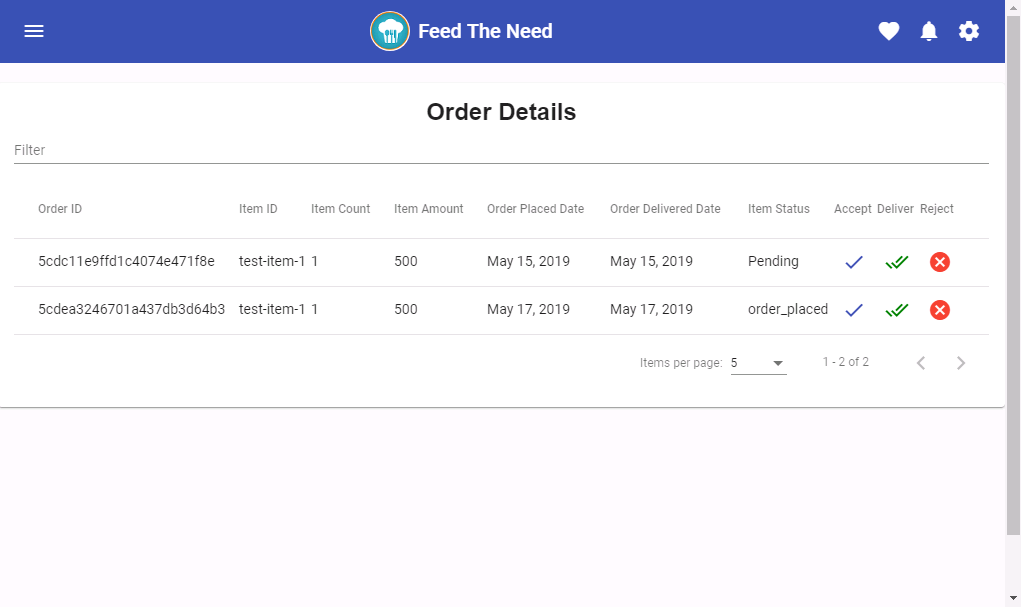 Feed The Need
Order Details
Filter
Order ID Item ID Item Count Item Amount Order Placed Date Order Delivered Date Item Status Accept Deliver Reject
5cdc11e9ffd1c4074e471f8e test-item-1 1 500 May 15, 2019 May 15, 2019 Pending
5cdea3246701a437db3d64b3 test-item-1 1 500 May 17, 2019 May 17, 2019 order_placed
Items per page: 5 1 - 2 of 2